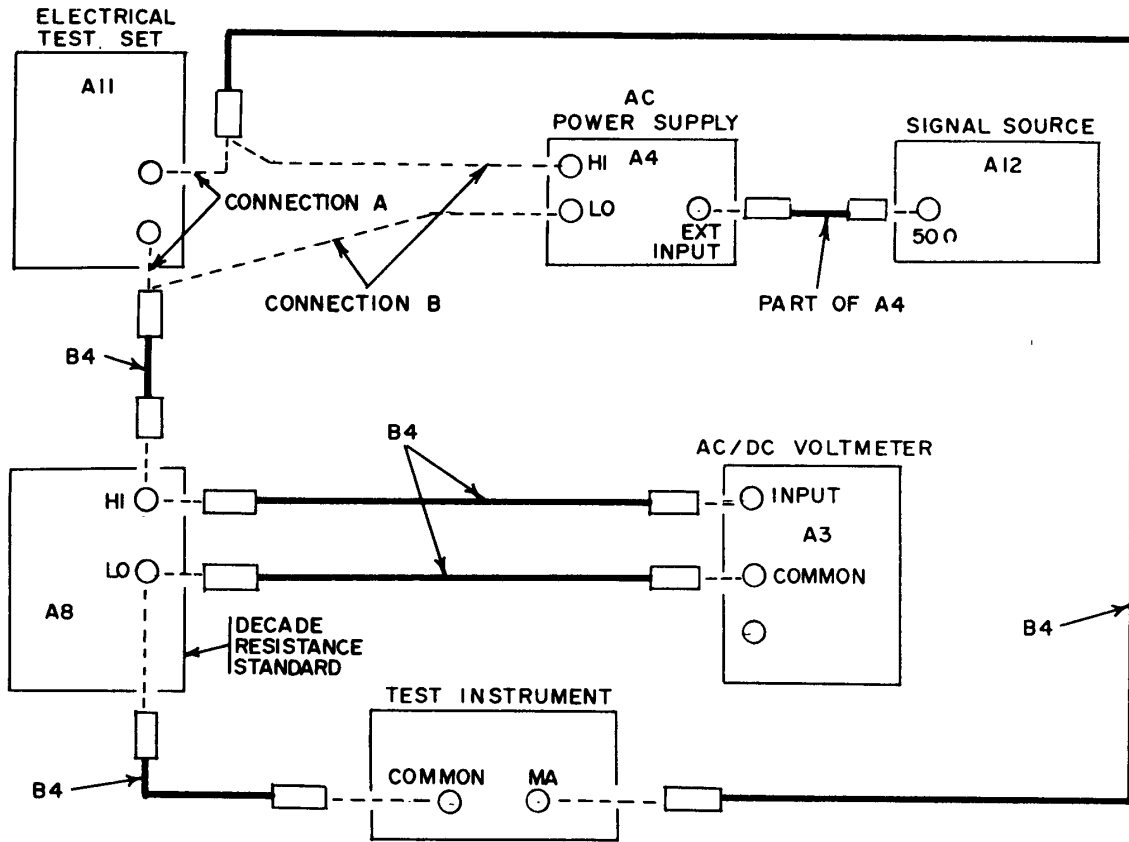 ELECTRICAL
TEST SET
A11
AC
POWER SUPPLY
HI
A4
LO
EXT
INPUT
SIGNAL SOURCE
A12
50Ω
CONNECTION A
CONNECTION B
PART OF A4
B4
B4
AC/DC VOLTMETER
HI
INPUT
A3
LO
COMMON
A8
DECADE
RESISTANCE
STANDARD
B4
TEST INSTRUMENT
COMMON
MA
B4